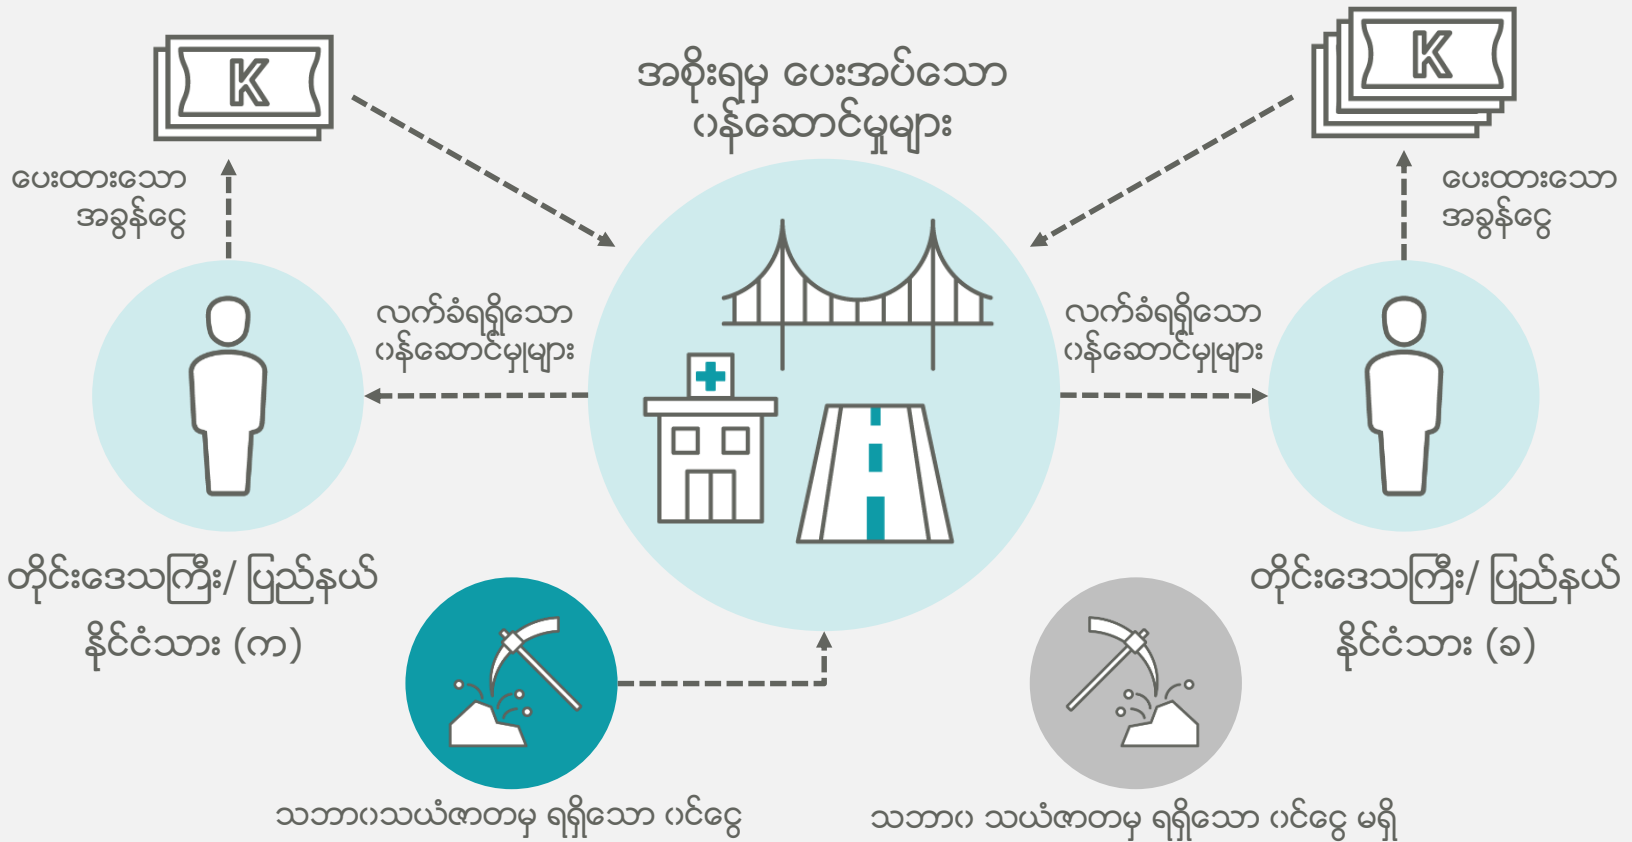 K
K
အစိုးရမှ ပေးအပ်သော
ဝန်ဆောင်မှုများ
ပေးထားသော
အခွန်ငွေ
ပေးထားသော
အခွန်ငွေ
လက်ခံရရှိသော
ဝန်ဆောင်မှုများ
လက်ခံရရှိသော
ဝန်ဆောင်မှုများ
တိုင်းဒေသကြီး/ ပြည်နယ်
နိုင်ငံသား (က)
တိုင်းဒေသကြီး/ ပြည်နယ်
နိုင်ငံသား (ခ)
သဘာဝသယံဇာတမှ ရရှိသော ဝင်ငွေ
သဘာဝ သယံဇာတမှ ရရှိသော ဝင်ငွေ မရှိ